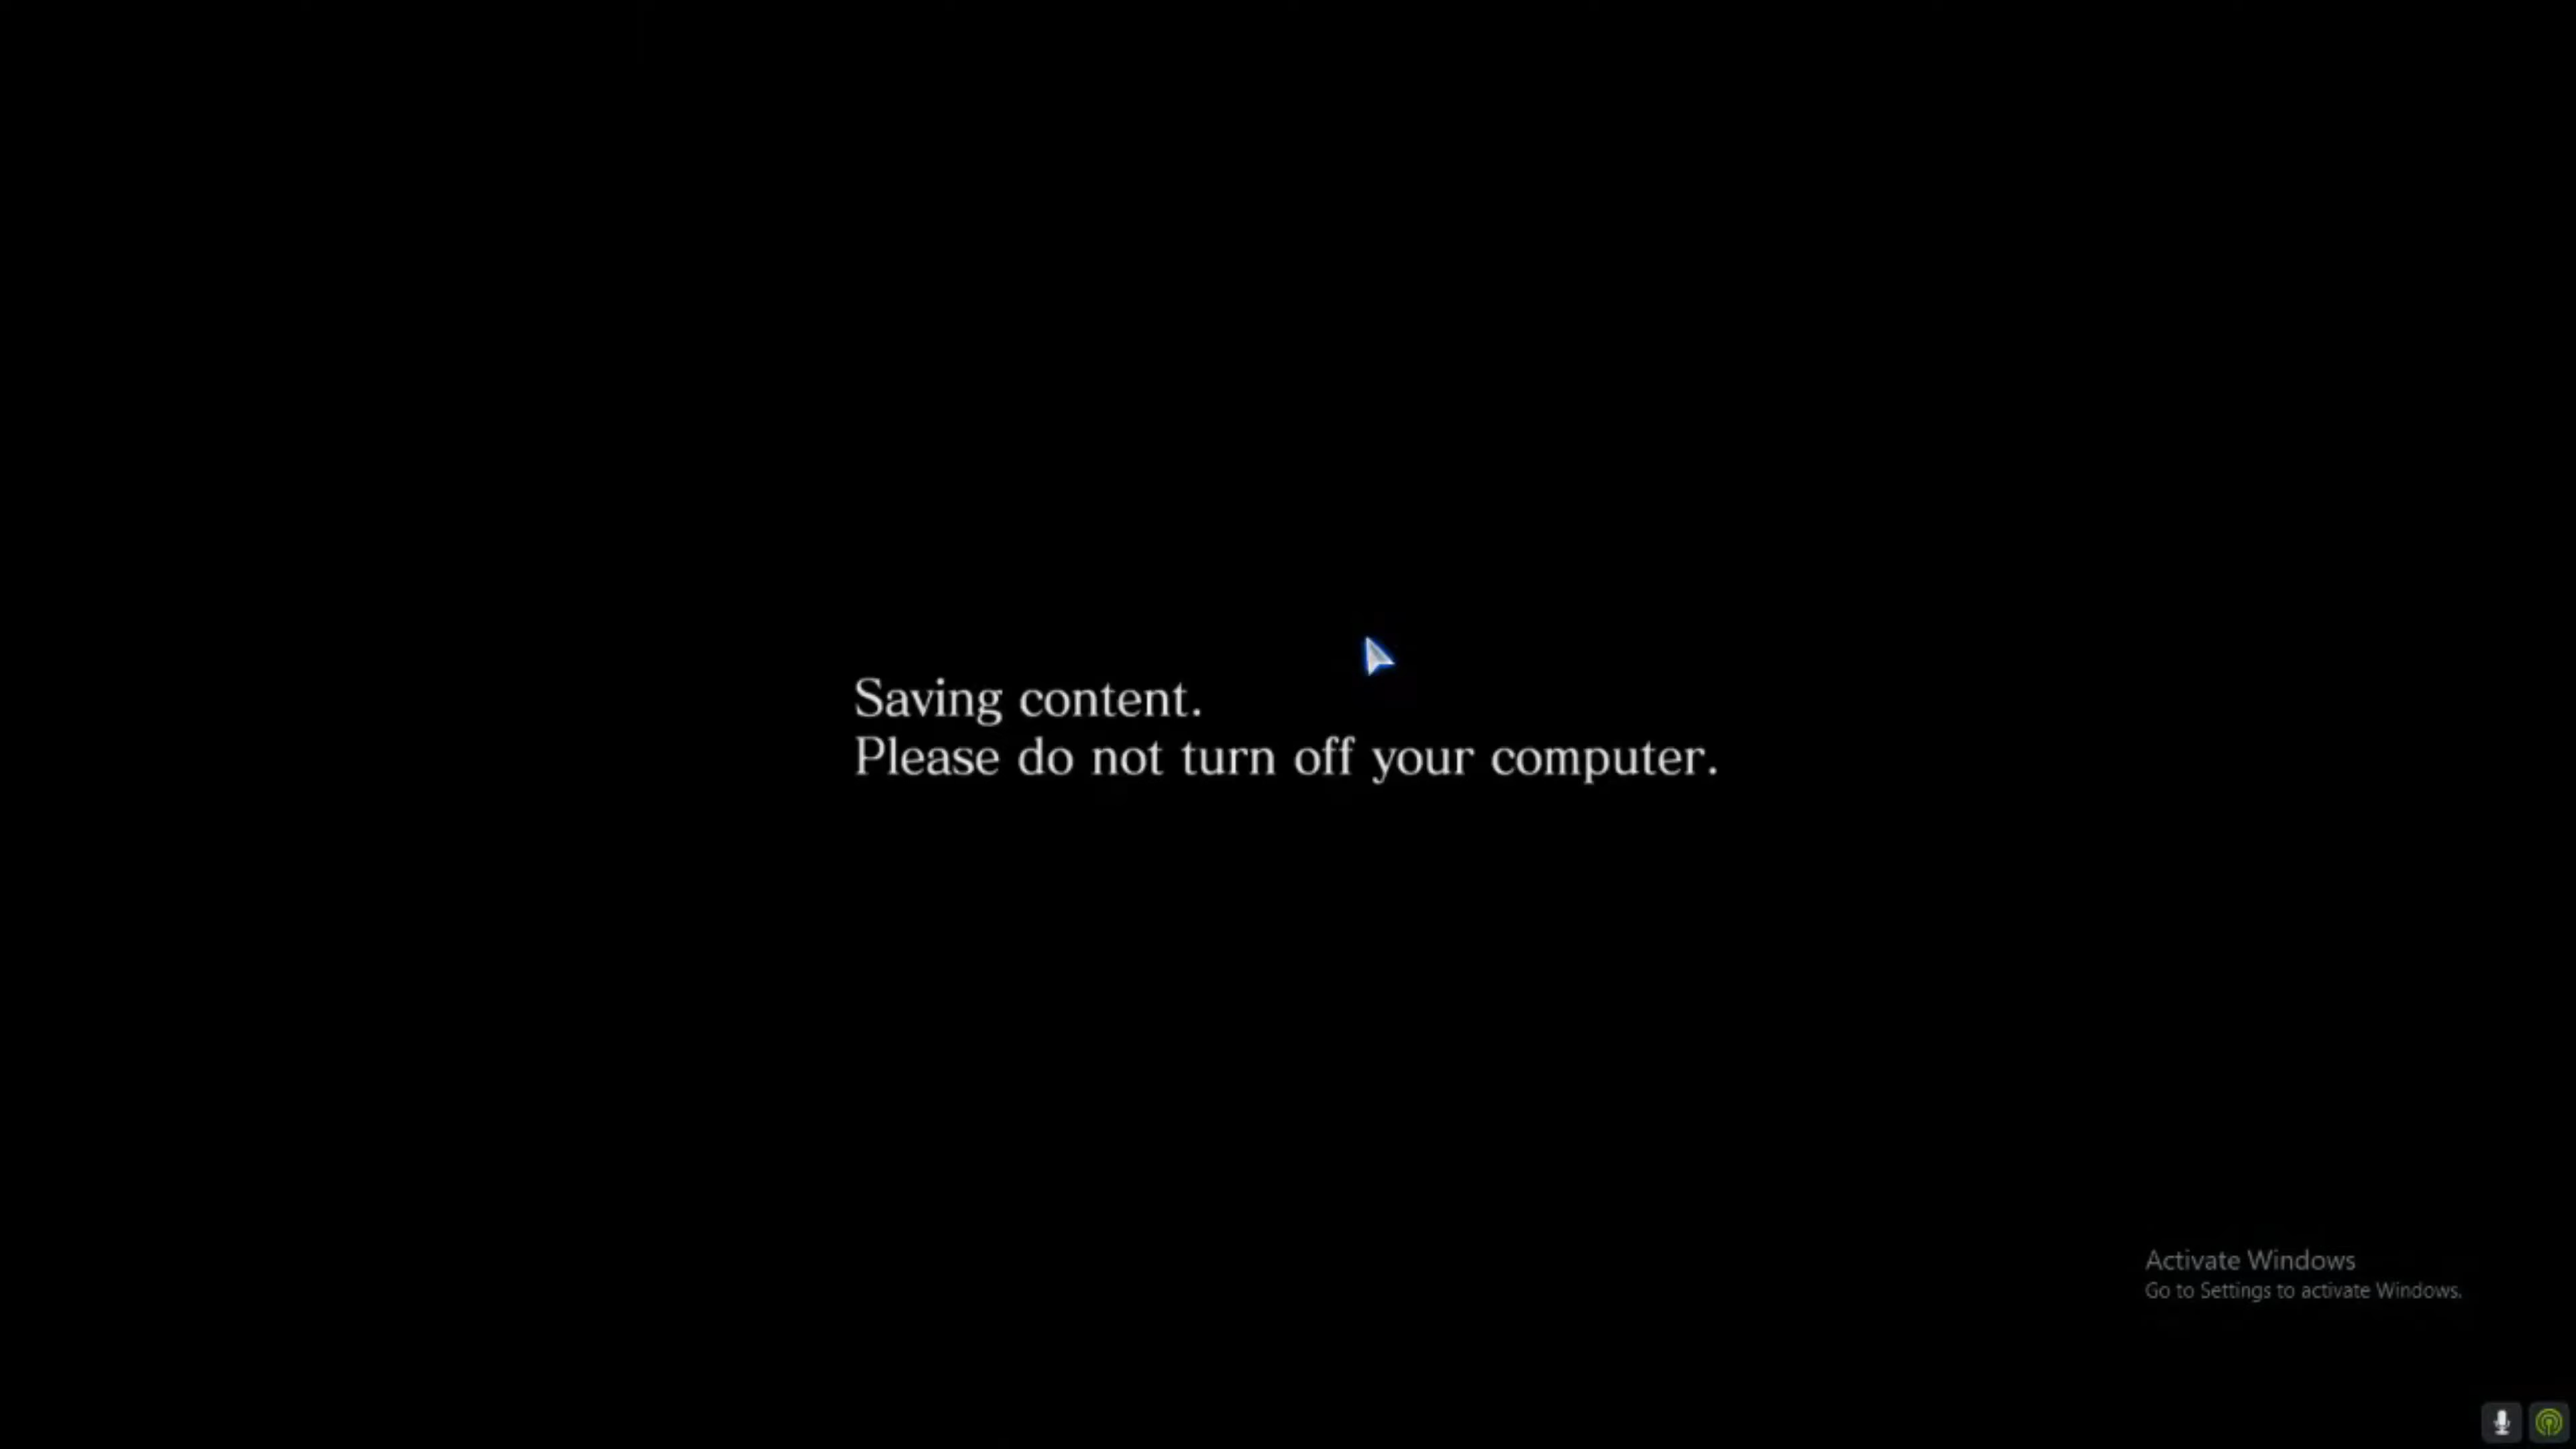 Saving content.
Please do not turn off your computer.
Activate Windows
Go to Settings to activate Windows.